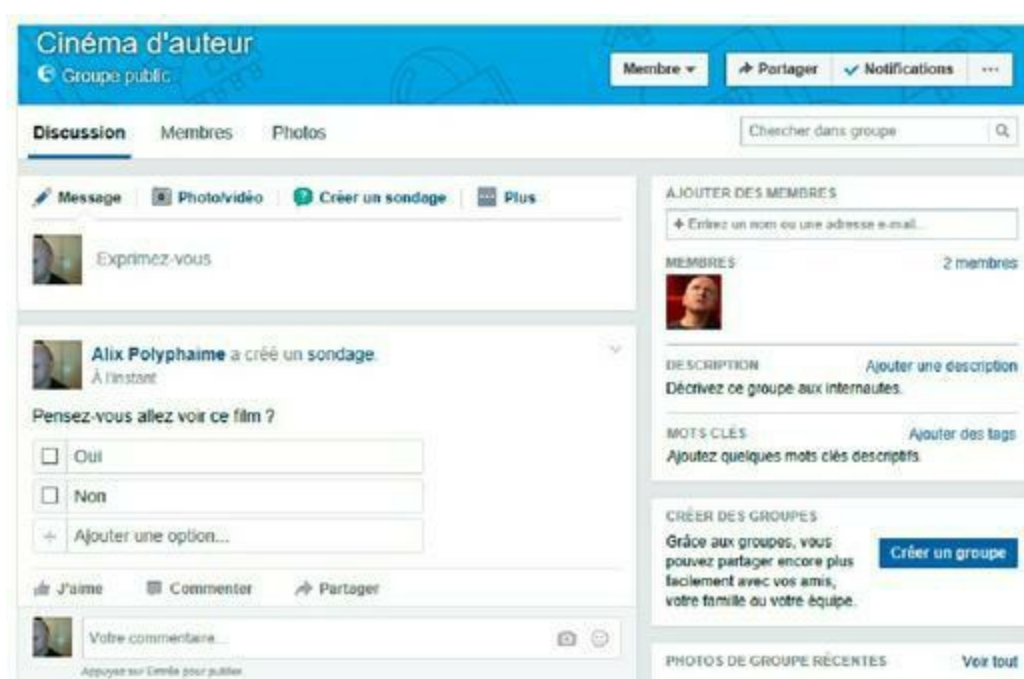 Cinéma d'auteur
Groupe public
Membre
Partager
Notifications
Discussion
Membres
Photos
Chercher dans groupe
Message
Photo/vidéo
Créer un sondage
Plus
Exprimez-vous
Alix Polyphaime a créé un sondage.
À l'instant
Pensez-vous allez voir ce film ?
Oui
Non
+ Ajouter une option...
J'aime
Commenter
Partager
Votre commentaire...
Appuyez sur Entrée pour publier.
AJOUTER DES MEMBRES
+ Entrez un nom ou une adresse e-mail...
MEMBRES
2 membres
DESCRIPTION
Ajouter une description
Décrivez ce groupe aux internautes.
MOTS CLÉS
Ajouter des tags
Ajoutez quelques mots clés descriptifs.
CRÉER DES GROUPES
Grâce aux groupes, vous
pouvez partager encore plus
facilement avec vos amis,
votre famille ou votre équipe.
Créer un groupe
PHOTOS DE GROUPE RÉCENTES
Voir tout